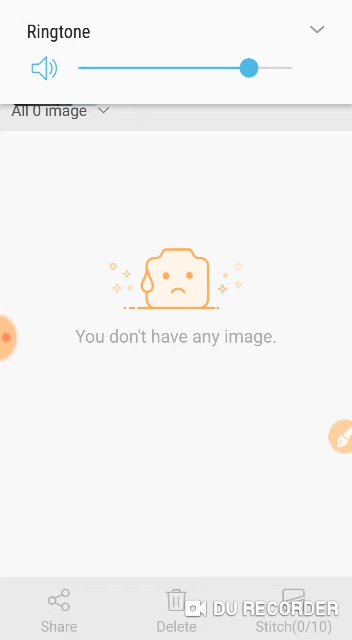 Ringtone
All 0 image
You don't have any image.
DU RECORDER
Share
Delete
Stitch(0/10)